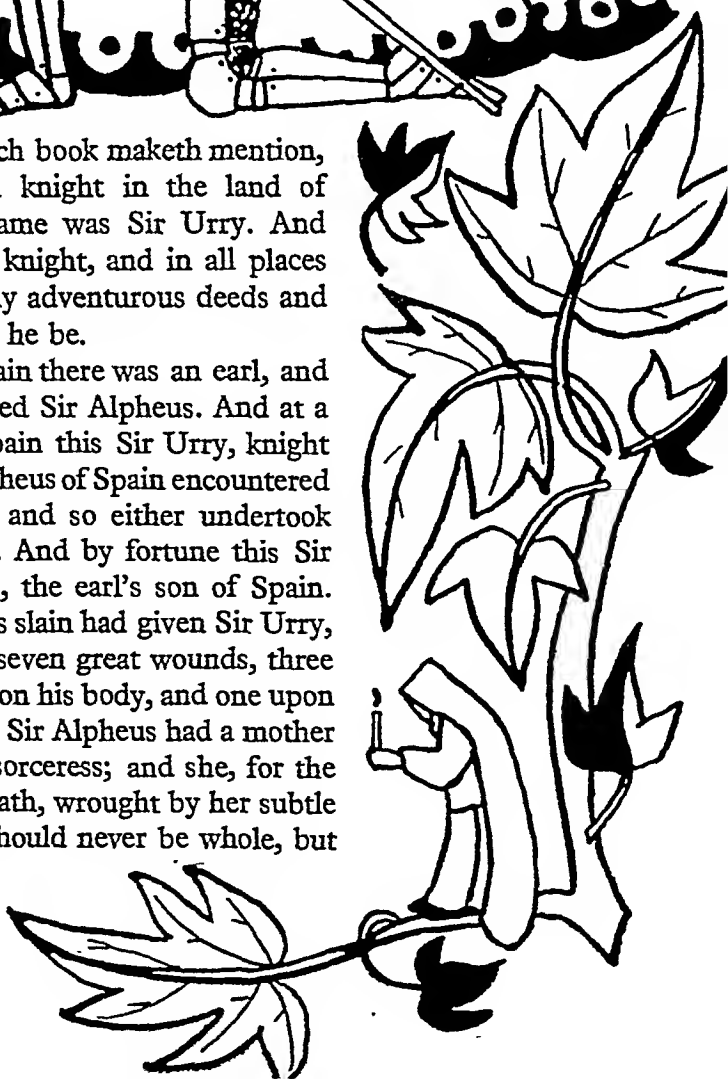 ch book maketh mention,
knight in the land of
ame was Sir Urry. And
knight, and in all places
y adventurous deeds and
he be.
ain there was an earl, and
ed Sir Alpheus. And at a
pain this Sir Urry, knight
heus of Spain encountered
and so either undertook
. And by fortune this Sir
, the earl's son of Spain.
s slain had given Sir Urry,
seven great wounds, three
on his body, and one upon
Sir Alpheus had a mother
sorceress; and she, for the
ath, wrought by her subtle
hould never be whole, but